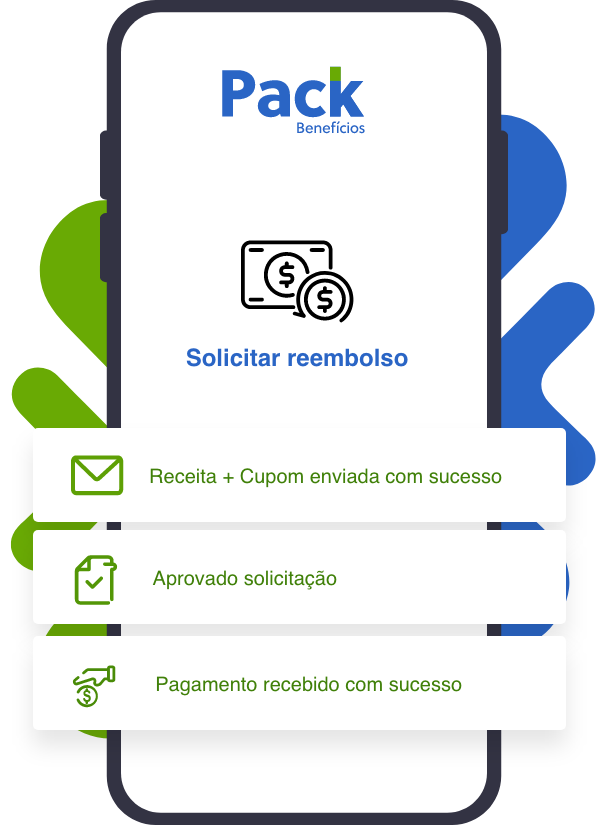 Pack
Benefícios
Solicitar reembolso
Receita + Cupom enviada com sucesso
Aprovado solicitação
Pagamento recebido com sucesso